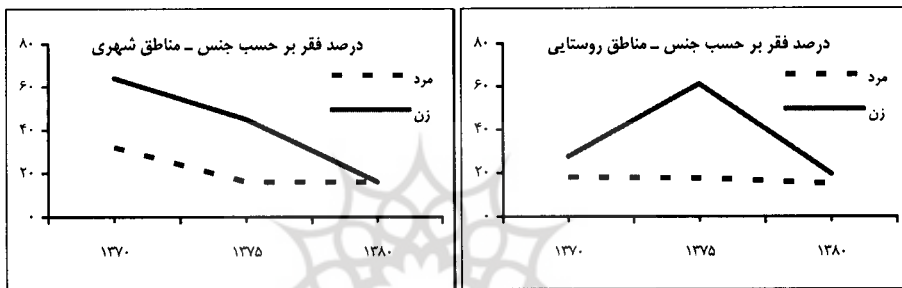 درصد فقر بر حسب جنس ـ مناطق روستایی
مرد
زن
۸۰
۶۰
۴۰
۲۰
۰
۱۳۷۰ ۱۳۷۵ ۱۳۸۰
درصد فقر بر حسب جنس ـ مناطق شهری
مرد
زن
۸۰
۶۰
۴۰
۲۰
۰
۱۳۷۰ ۱۳۷۵ ۱۳۸۰